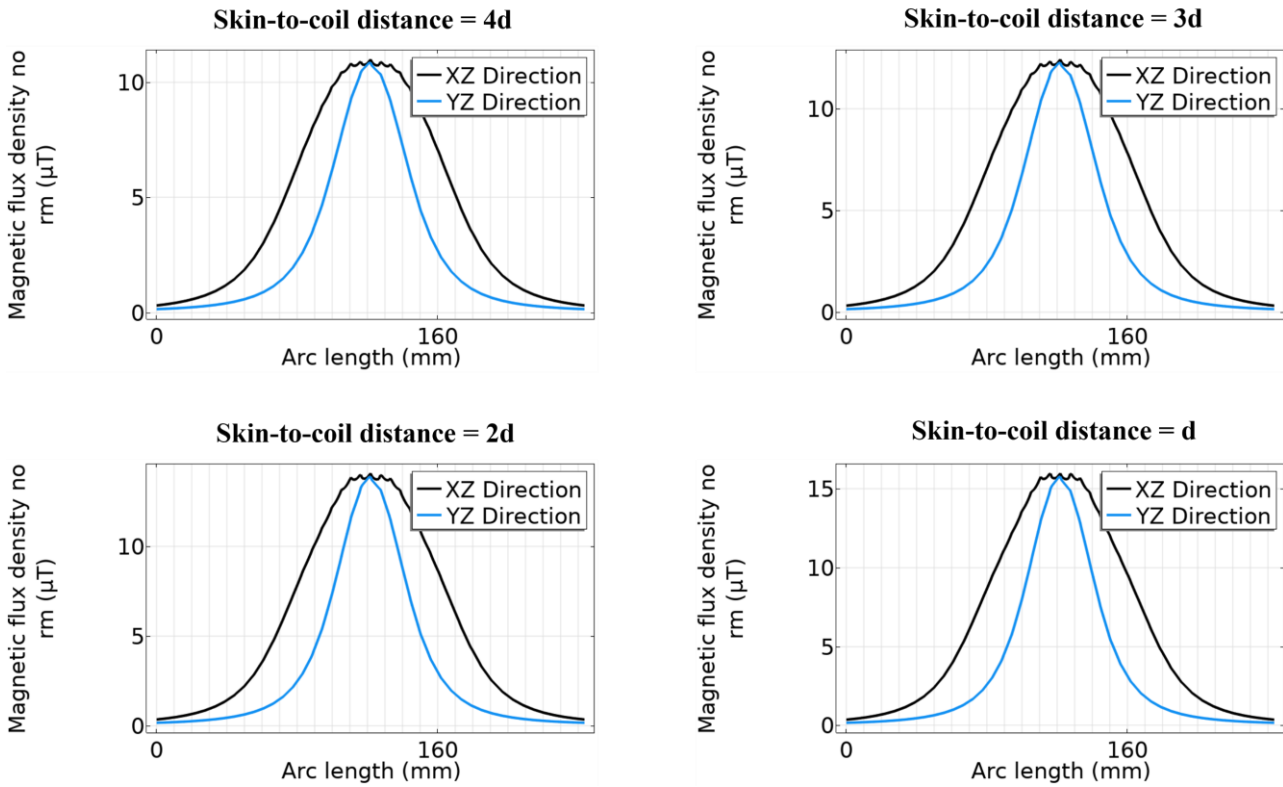 Skin-to-coil distance = 4d
Magnetic flux density no
rm (μT)
10
5
0
XZ Direction
YZ Direction
0
160
Arc length (mm)
Skin-to-coil distance = 3d
Magnetic flux density no
rm (μT)
10
5
0
XZ Direction
YZ Direction
0
160
Arc length (mm)
Skin-to-coil distance = 2d
Magnetic flux density no
rm (μT)
10
5
0
XZ Direction
YZ Direction
0
160
Arc length (mm)
Skin-to-coil distance = d
Magnetic flux density no
rm (μT)
15
10
5
0
XZ Direction
YZ Direction
0
160
Arc length (mm)